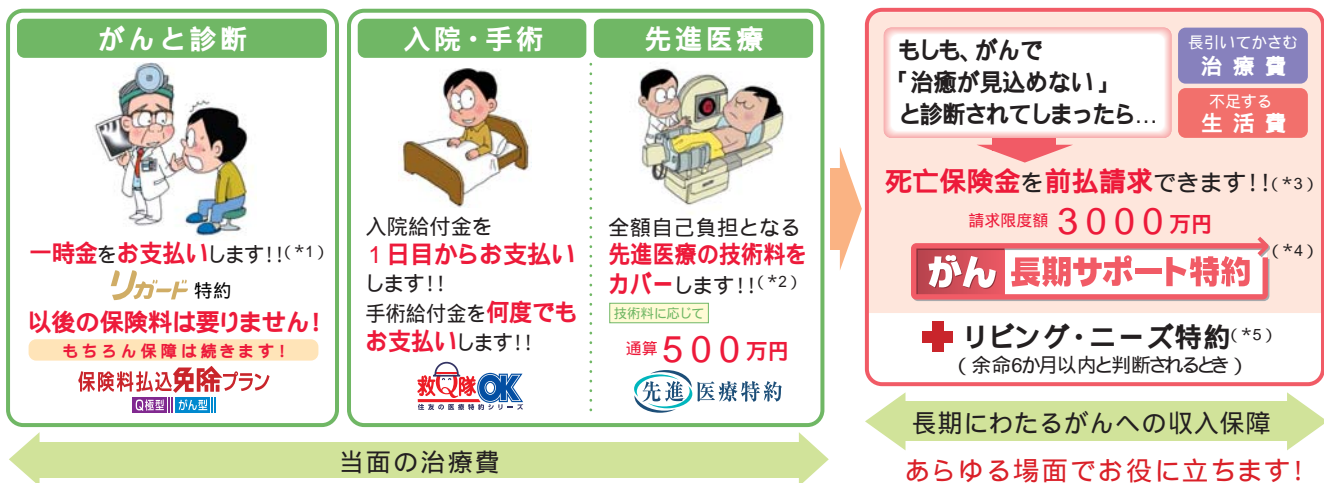 がんと診断
一時金をお支払いします!!(*1)
リガード 特約
以後の保険料は要りません!
もちろん保障は続きます!
保険料払込免除プラン
Q極型 がん型
入院・手術
入院給付金を
1日目からお支払い
します!!
手術給付金を何度でも
お支払いします!!
救Q隊OK
住友の医療特約シリーズ
先進医療
全額自己負担となる
先進医療の技術料を
カバーします!!(*2)
技術料に応じて
通算500万円
先進医療特約
当面の治療費
もしも、がんで
「治癒が見込めない」
と診断されてしまったら…
長引いてかさむ
治療費
不足する
生活費
死亡保険金を前払請求できます!!(*3)
請求限度額 3000万円
がん 長期サポート特約 (*4)
リビング・ニーズ特約(*5)
(余命6か月以内と判断されるとき)
長期にわたるがんへの収入保障
あらゆる場面でお役に立ちます!